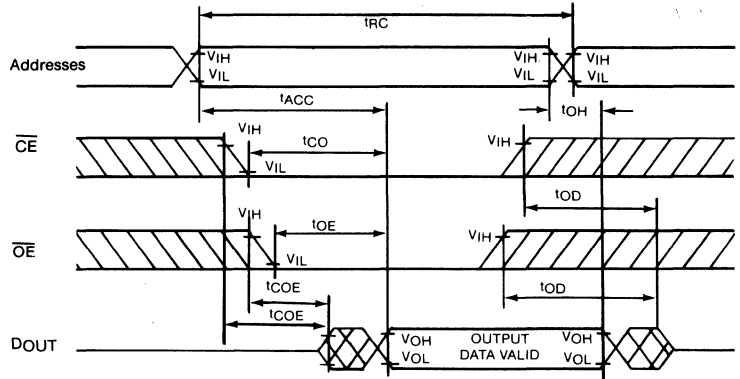 tRC
Addresses
VIH
VIL
VIH
VIL
VIH
VIL
tACC
tOH
CE
VIH
tCO
VIL
VIH
tOD
OE
VIH
tOE
VIL
VIH
tCOE
tOD
tCOE
DOUT
VOH
VOL
OUTPUT
DATA VALID
VOH
VOL